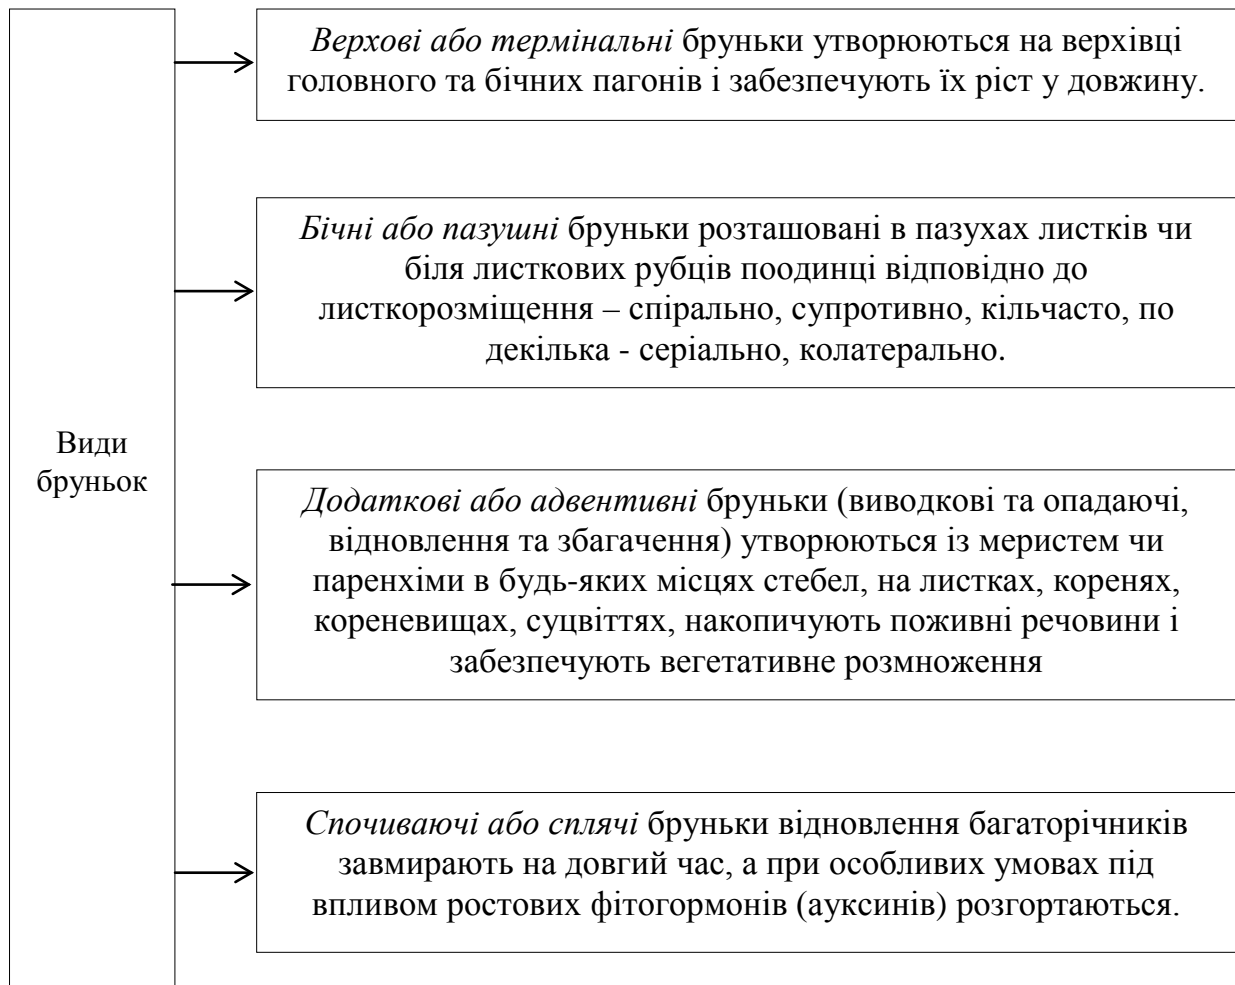 Види
бруньок
Верхові або термінальні бруньки утворюються на верхівці
головного та бічних пагонів і забезпечують їх ріст у довжину.
Бічні або пазушні бруньки розташовані в пазухах листків чи
біля листкових рубців поодинці відповідно до
листкорозміщення – спірально, супротивно, кільчасто, по
декілька - серіально, колатерально.
Додаткові або адвентивні бруньки (виводкові та опадаючі,
відновлення та збагачення) утворюються із меристем чи
паренхіми в будь-яких місцях стебел, на листках, коренях,
кореневищах, суцвіттях, накопичують поживні речовини і
забезпечують вегетативне розмноження
Спочиваючі або сплячі бруньки відновлення багаторічників
завмирають на довгий час, а при особливих умовах під
впливом ростових фітогормонів (ауксинів) розгортаються.